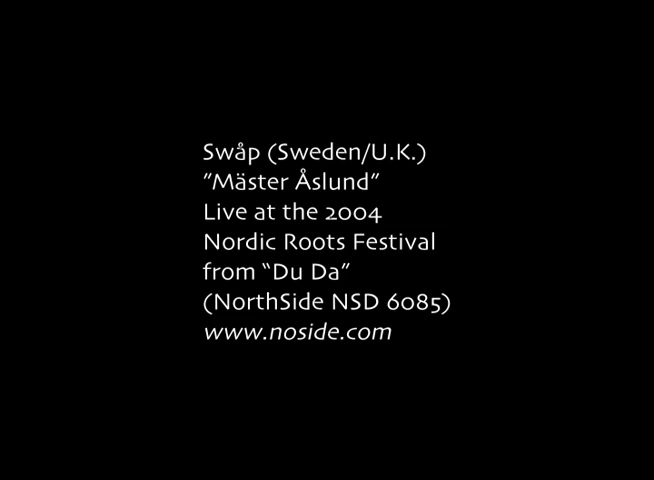 Swåp (Sweden/U.K.)
"Mäster Åslund"
Live at the 2004
Nordic Roots Festival
from "Du Da"
(NorthSide NSD 6085)
www.noside.com